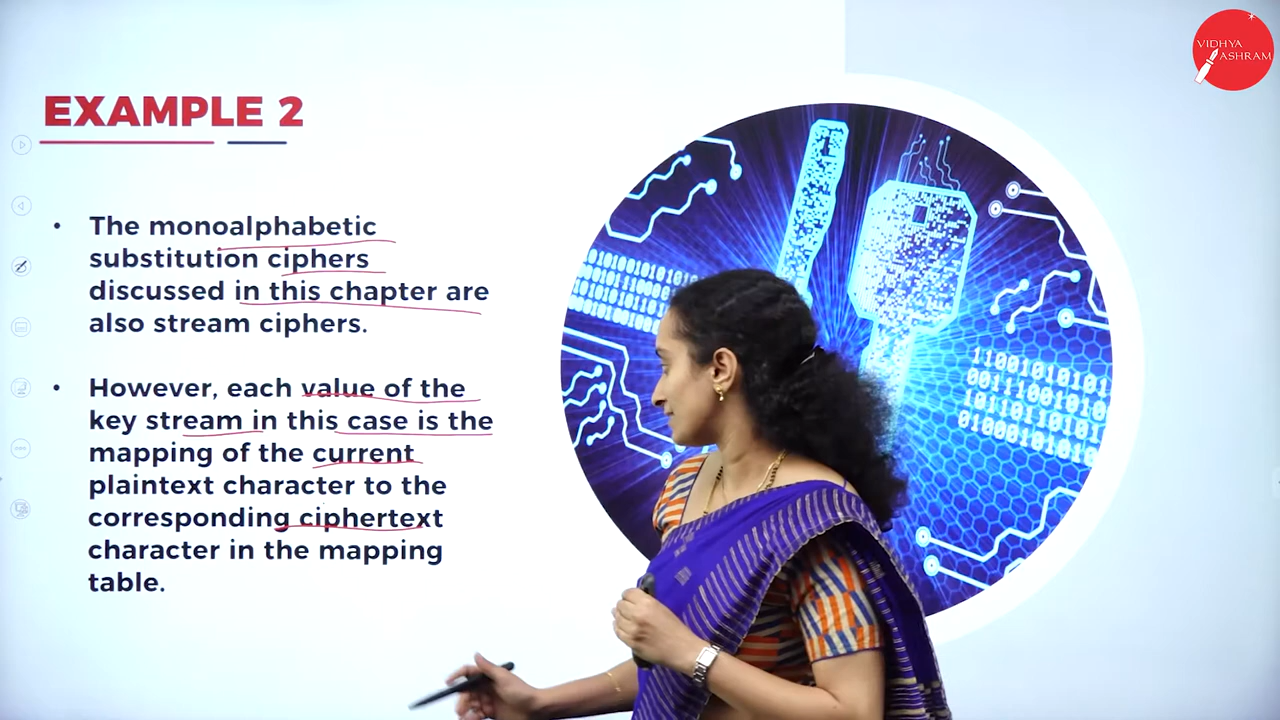 VIDHYA
ASHRAM
EXAMPLE 2
• The monoalphabetic
substitution ciphers
discussed in this chapter are
also stream ciphers.
• However, each value of the
key stream in this case is the
mapping of the current
plaintext character to the
corresponding ciphertext
character in the mapping
table.